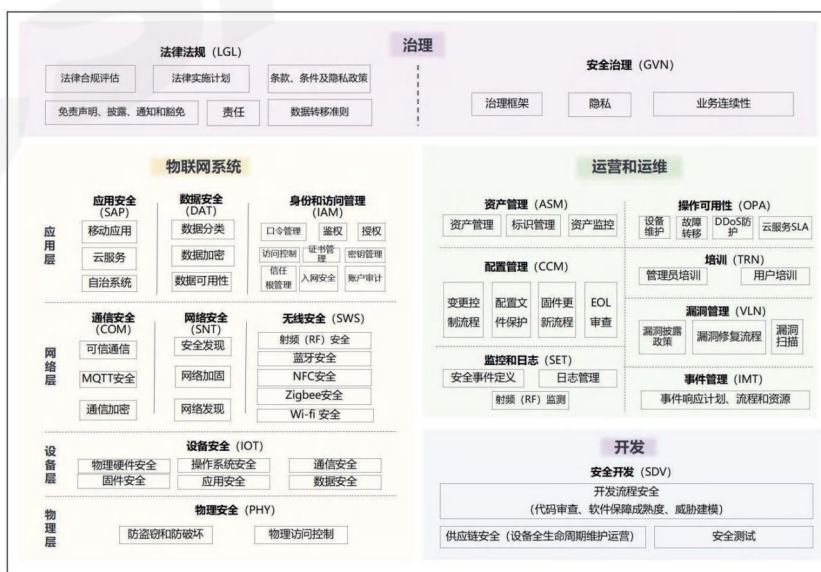 治理
法律法规 (LGL)
法律合规评估
法律实施计划
条款、条件及隐私政策
免责声明、披露、通知和豁免
责任
数据转移准则
安全治理 (GVN)
治理框架
隐私
业务连续性
物联网系统
应用层
应用安全
(SAP)
移动应用
云服务
自治系统
数据安全
(DAT)
数据分类
数据加密
数据可用性
身份和访问管理
(IAM)
口令管理
鉴权
授权
访问控制
证书管
理
密钥管理
信任
根管理
入网安全
账户审计
网络层
通信安全
(COM)
可信通信
MQTT安全
通信加密
网络安全
(SNT)
安全发现
网络加固
网络发现
无线安全 (SWS)
射频（RF）安全
蓝牙安全
NFC安全
Zigbee安全
Wi-fi 安全
设备层
设备安全 (IOT)
物理硬件安全
操作系统安全
通信安全
固件安全
应用安全
数据安全
物理层
物理安全 (PHY)
防盗窃和防破坏
物理访问控制
运营和运维
资产管理 (ASM)
资产管理
标识管理
资产监控
配置管理 (CCM)
变更控
制流程
配置文
件保护
固件更
新流程
EOL
审查
监控和日志 (SET)
安全事件定义
日志管理
射频（RF）监测
操作可用性 (OPA)
设备
维护
故障
转移
DDoS防
护
云服务SLA
培训 (TRN)
管理员培训
用户培训
漏洞管理 (VLN)
漏洞披露
政策
漏洞修复流程
漏洞
扫描
事件管理 (IMT)
事件响应计划、流程和资源
开发
安全开发 (SDV)
开发流程安全
(代码审查、软件保障成熟度、威胁建模)
供应链安全（设备全生命周期维护运营）
安全测试